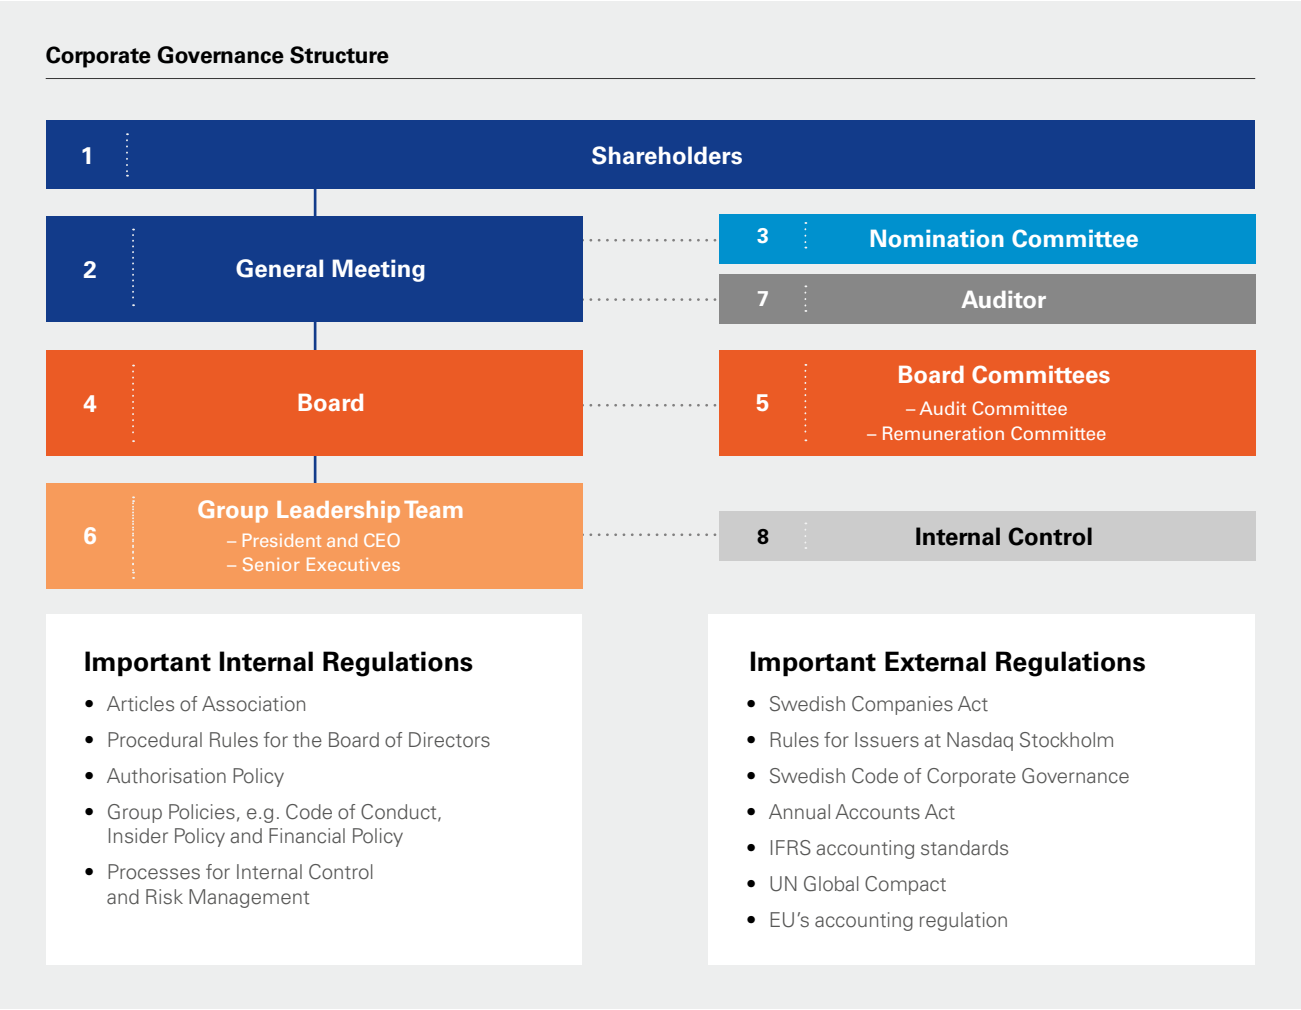 Corporate Governance Structure
1 Shareholders
2 General Meeting
3 Nomination Committee
7 Auditor
4 Board
5 Board Committees
– Audit Committee
– Remuneration Committee
6 Group Leadership Team
– President and CEO
– Senior Executives
8 Internal Control
Important Internal Regulations
• Articles of Association
• Procedural Rules for the Board of Directors
• Authorisation Policy
• Group Policies, e.g. Code of Conduct,
Insider Policy and Financial Policy
• Processes for Internal Control
and Risk Management
Important External Regulations
• Swedish Companies Act
• Rules for Issuers at Nasdaq Stockholm
• Swedish Code of Corporate Governance
• Annual Accounts Act
• IFRS accounting standards
• UN Global Compact
• EU’s accounting regulation